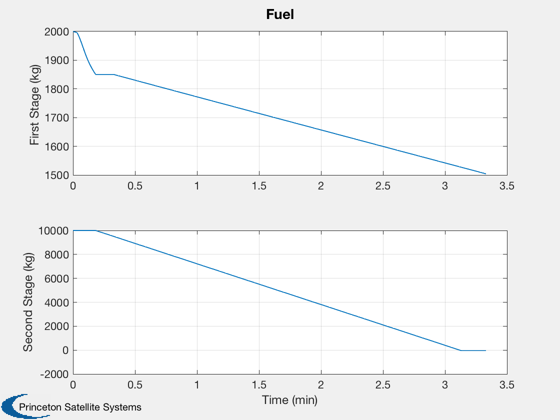 Fuel
First Stage (kg)
2000
1900
1800
1700
1600
1500
0 0.5 1 1.5 2 2.5 3 3.5
Second Stage (kg)
10000
8000
6000
4000
2000
0
-2000
0 0.5 1 1.5 2 2.5 3 3.5
Time (min)
Princeton Satellite Systems